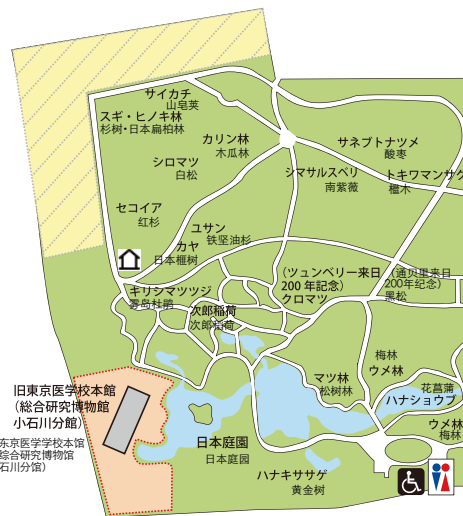 サイカチ
山皂荚
スギ・ヒノキ林
杉树・日本扁柏林
カリン林
木瓜林
サネブトナツメ
酸枣
シロマツ
白松
シマサルスベリ
南紫薇
トキワマンサク
檵木
セコイア
红杉
ユサン
铁坚油杉
カヤ
日本榧树
キリシマツツジ
雾岛杜鹃
(ツュンベリー来日
200年記念)
クロマツ
(通贝里来日
200年纪念)
黑松
次郎稲荷
次郎稻荷
梅林
ウメ林
マツ林
松树林
花菖蒲
ハナショウブ
ウメ林
梅林
旧東京医学校本館
(総合研究博物館
小石川分館)
东京医学学校本馆
综合研究博物馆
石川分馆)
日本庭園
日本庭园
ハナキササゲ
黄金树